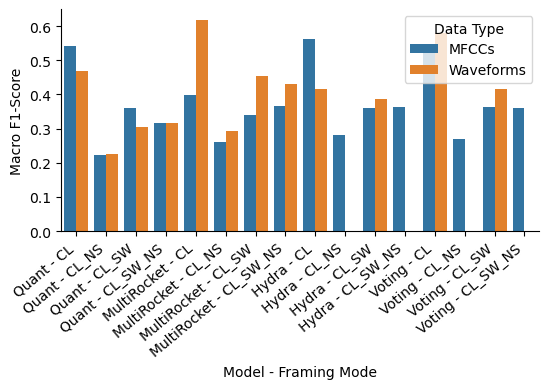 Data Type
MFCCs
Waveforms
Macro F1-Score
0.6
0.5
0.4
0.3
0.2
0.1
0.0
Quant - CL
Quant - CL_NS
Quant - CL_SW
Quant - CL_SW_NS
MultiRocket - CL
MultiRocket - CL_NS
MultiRocket - CL_SW
MultiRocket - CL_SW_NS
Hydra - CL
Hydra - CL_NS
Hydra - CL_SW
Hydra - CL_SW_NS
Voting - CL
Voting - CL_NS
Voting - CL_SW
Voting - CL_SW_NS
Model - Framing Mode